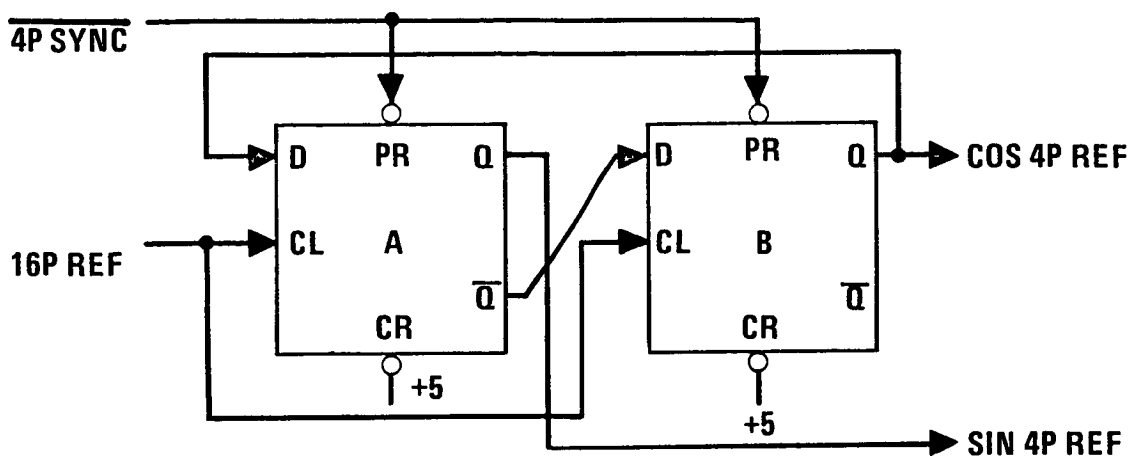 4P SYNC
D PR Q
D PR Q
COS 4P REF
16P REF
CL A
CL B
Q
Q
CR
CR
+5
+5
SIN 4P REF